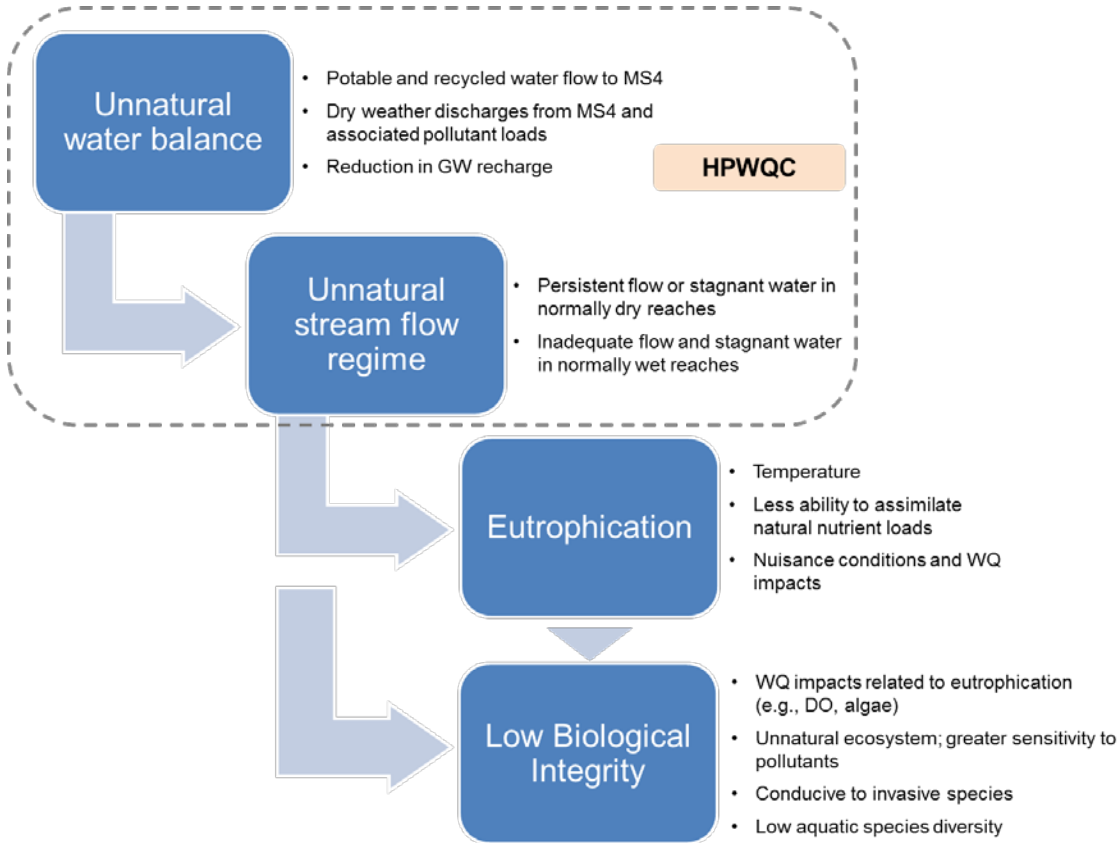 Unnatural
water balance
• Potable and recycled water flow to MS4
• Dry weather discharges from MS4 and
associated pollutant loads
• Reduction in GW recharge
HPWQC
Unnatural
stream flow
regime
• Persistent flow or stagnant water in
normally dry reaches
• Inadequate flow and stagnant water
in normally wet reaches
Eutrophication
• Temperature
• Less ability to assimilate
natural nutrient loads
• Nuisance conditions and WQ
impacts
Low Biological
Integrity
• WQ impacts related to eutrophication
(e.g., DO, algae)
• Unnatural ecosystem; greater sensitivity to
pollutants
• Conducive to invasive species
• Low aquatic species diversity